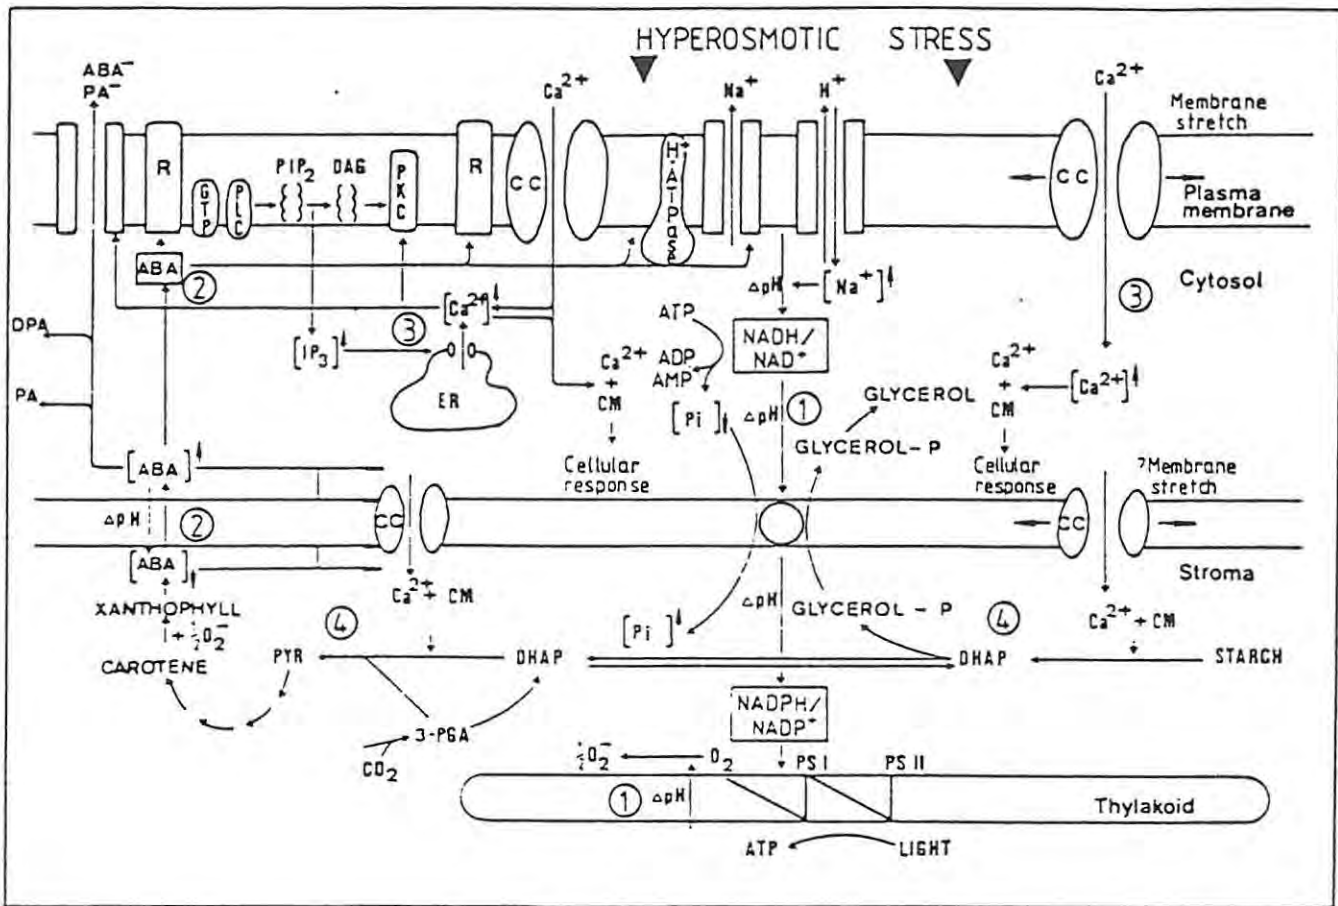 HYPEROSMOTIC STRESS
ABA⁻
PA⁻
Ca²⁺
Na⁺
H⁺
Ca²⁺
Membrane stretch
R
GTP
PLC
PIP₂
DAG
PKC
R
CC
H⁺-ATPase
CC
Plasma membrane
ABA
②
[Ca²⁺]
ΔpH
[Na⁺]
Cytosol
③
DPA
③
[IP₃]
ATP
NADH/
NAD⁺
ADP
AMP
Ca²⁺
+
CM
Ca²⁺
+
CM
[Ca²⁺]
PA
ER
[Pi]
ΔpH
①
GLYCEROL
GLYCEROL-P
[ABA]
Cellular
response
Cellular
response
?Membrane
stretch
ΔpH
②
CC
CC
[ABA]
Stroma
Ca²⁺ + CM
ΔpH
GLYCEROL - P
Ca²⁺ + CM
XANTHOPHYLL
+ ½O₂⁻
④
[Pi]
④
CAROTENE
PYR
DHAP
DHAP
STARCH
NADPH/
NADP⁺
3-PGA
CO₂
½O₂⁻
O₂
PS I
PS II
①
ΔpH
Thylakoid
ATP
LIGHT